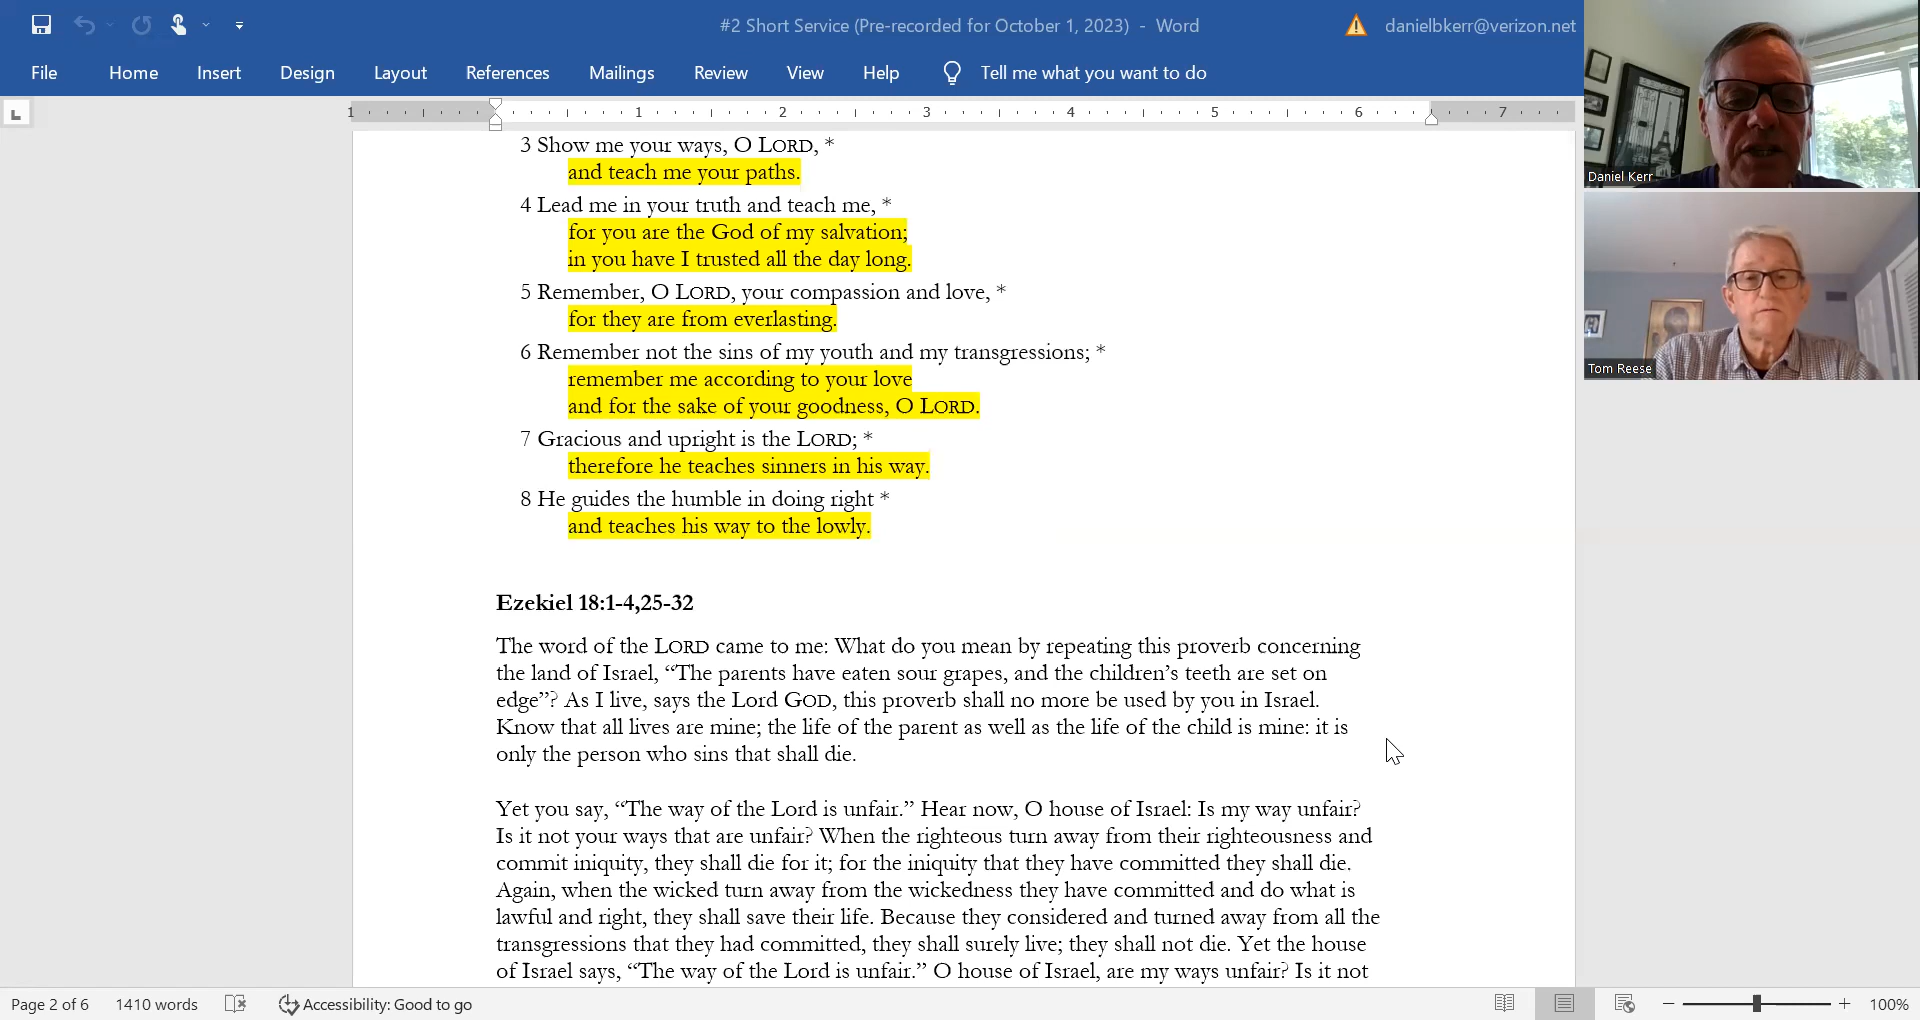 #2 Short Service (Pre-recorded for October 1, 2023) - Word
danielbkerr@verizon.net
File Home Insert Design Layout References Mailings Review View Help Tell me what you want to do
Daniel Kerr
Tom Reese
1 1 2 3 4 5 6 7
3 Show me your ways, O LORD, *
and teach me your paths.
4 Lead me in your truth and teach me, *
for you are the God of my salvation;
in you have I trusted all the day long.
5 Remember, O LORD, your compassion and love, *
for they are from everlasting.
6 Remember not the sins of my youth and my transgressions; *
remember me according to your love
and for the sake of your goodness, O LORD.
7 Gracious and upright is the LORD; *
therefore he teaches sinners in his way.
8 He guides the humble in doing right *
and teaches his way to the lowly.
Ezekiel 18:1-4,25-32
The word of the LORD came to me: What do you mean by repeating this proverb concerning
the land of Israel, “The parents have eaten sour grapes, and the children’s teeth are set on
edge”? As I live, says the Lord GOD, this proverb shall no more be used by you in Israel.
Know that all lives are mine; the life of the parent as well as the life of the child is mine: it is
only the person who sins that shall die.
Yet you say, “The way of the Lord is unfair.” Hear now, O house of Israel: Is my way unfair?
Is it not your ways that are unfair? When the righteous turn away from their righteousness and
commit iniquity, they shall die for it; for the iniquity that they have committed they shall die.
Again, when the wicked turn away from the wickedness they have committed and do what is
lawful and right, they shall save their life. Because they considered and turned away from all the
transgressions that they had committed, they shall surely live; they shall not die. Yet the house
of Israel says, “The way of the Lord is unfair.” O house of Israel, are my ways unfair? Is it not
Page 2 of 6 1410 words Accessibility: Good to go 100%